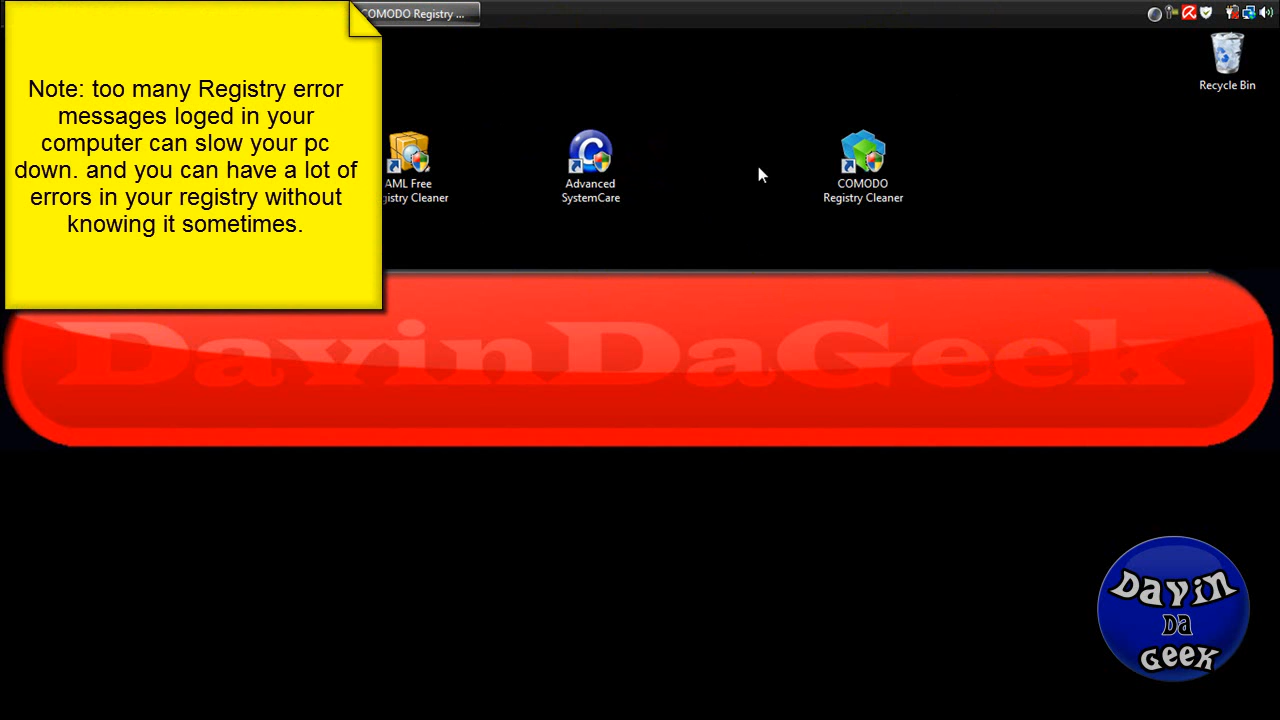 COMODO Registry ...
Note: too many Registry error
messages loged in your
computer can slow your pc
down. and you can have a lot of
errors in your registry without
knowing it sometimes.
Recycle Bin
AML Free
gistry Cleaner
Advanced
SystemCare
COMODO
Registry Cleaner
DavinDaGeek
Davin
Da
Geek